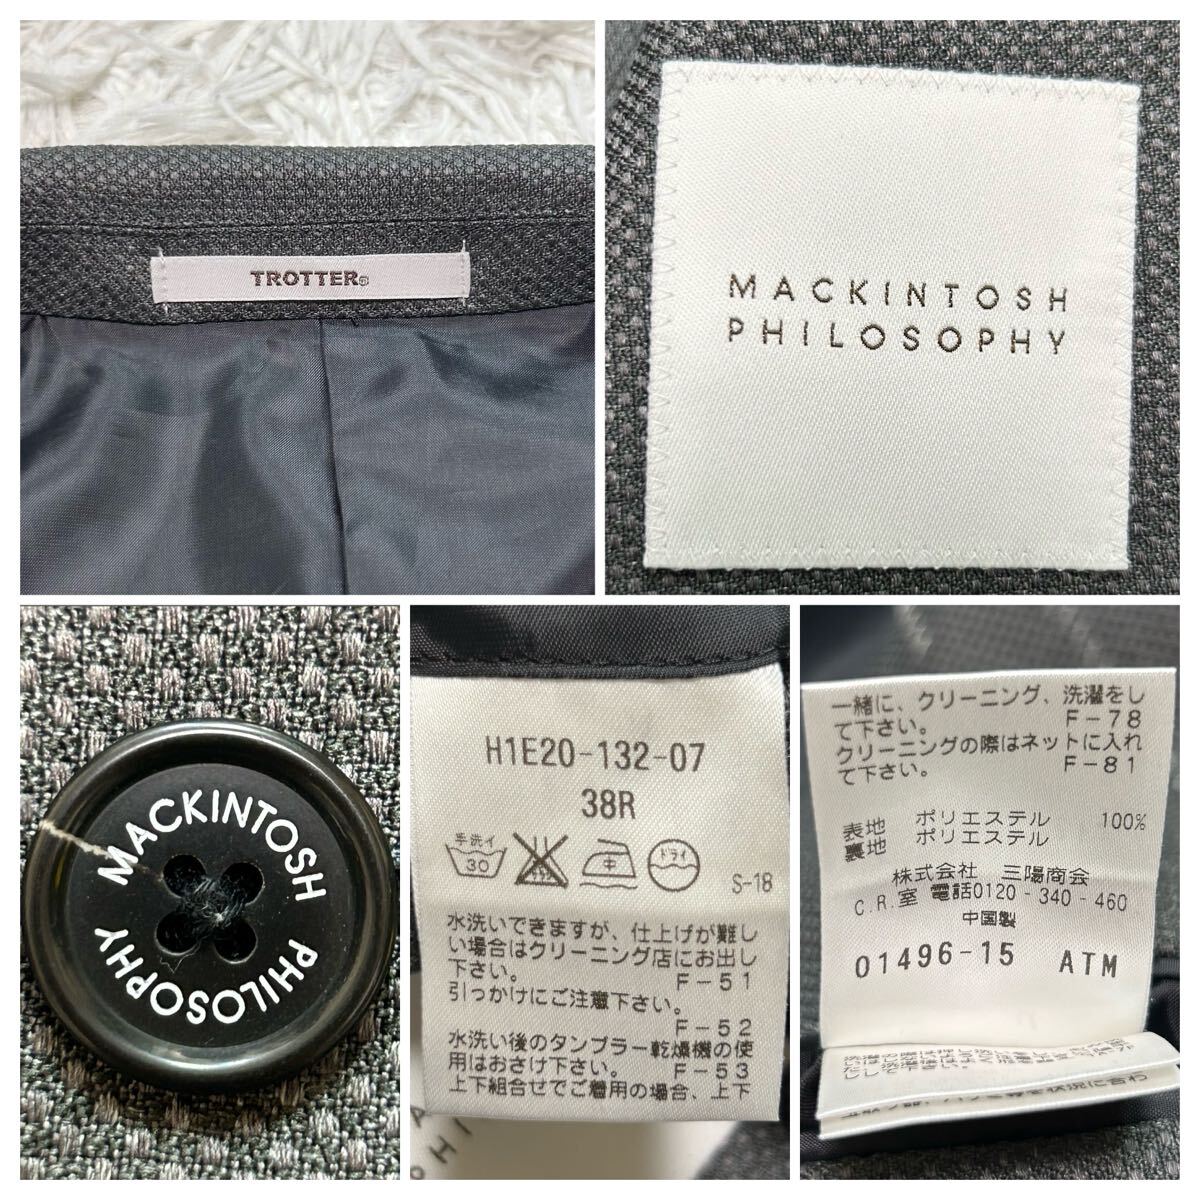 TROTTER®
MACKINTOSH
PHILOSOPHY
MACKINTOSH
PHILOSOPHY
H1E20-132-07
38R
手洗イ
30
中
ドライ
S-18
水洗いできますが、仕上げが難し
い場合はクリーニング店にお出し
下さい。 F-51
引っかけにご注意下さい。
F-52
水洗い後のタンブラー乾燥機の使
用はおさけ下さい。 F-53
上下組合せでご着用の場合、上下
一緒に、クリーニング、洗濯をし
て下さい。 F-78
クリーニングの際はネットに入れ
て下さい。 F-81
表地 ポリエステル 100%
裏地 ポリエステル
株式会社 三陽商会
C.R.室 電話0120-340-460
中国製
01496-15 ATM